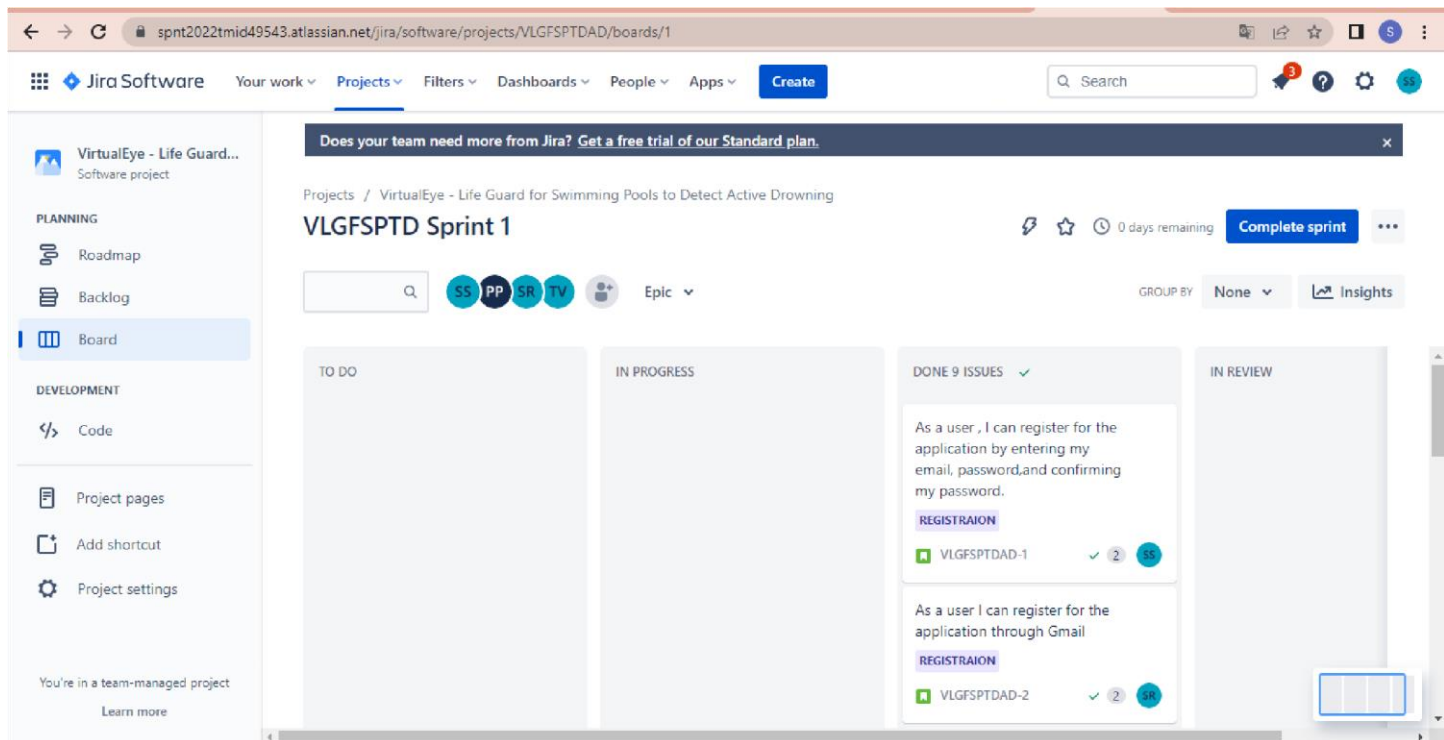 spnt2022tmid49543.atlassian.net/jira/software/projects/VLGFSPTDAD/boards/1
S
Jira Software Your work Projects Filters Dashboards People Apps Create Search 3 SS
Does your team need more from Jira? Get a free trial of our Standard plan.
VirtualEye - Life Guard...
Software project
PLANNING
Roadmap
Backlog
Board
DEVELOPMENT
Code
Project pages
Add shortcut
Project settings
You're in a team-managed project
Learn more
Projects / VirtualEye - Life Guard for Swimming Pools to Detect Active Drowning
VLGFSPTD Sprint 1
0 days remaining Complete sprint
SS PP SR TV Epic GROUP BY None Insights
TO DO
IN PROGRESS
DONE 9 ISSUES
As a user , I can register for the
application by entering my
email, password,and confirming
my password.
REGISTRAION
VLGFSPTDAD-1 2 SS
As a user I can register for the
application through Gmail
REGISTRAION
VLGFSPTDAD-2 2 SR
IN REVIEW